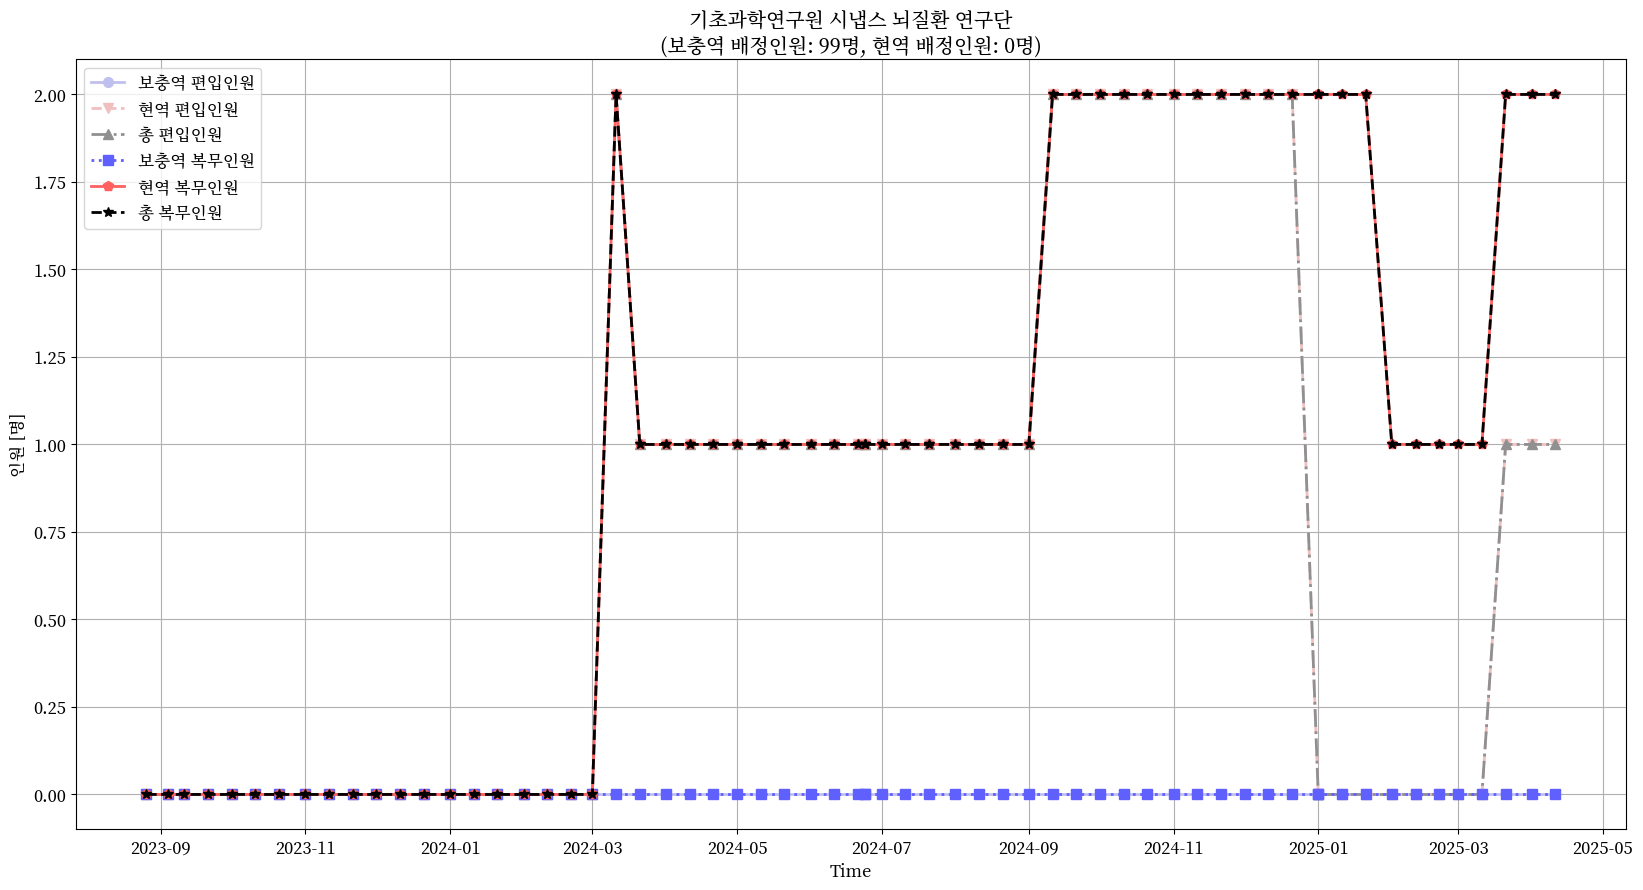 기초과학연구원 시냅스 뇌질환 연구단
(보충역 배정인원: 99명, 현역 배정인원: 0명)
보충역 편입인원
현역 편입인원
총 편입인원
보충역 복무인원
현역 복무인원
총 복무인원
2.00
1.75
1.50
1.25
1.00
0.75
0.50
0.25
0.00
인원 [명]
2023-09 2023-11 2024-01 2024-03 2024-05 2024-07 2024-09 2024-11 2025-01 2025-03 2025-05
Time